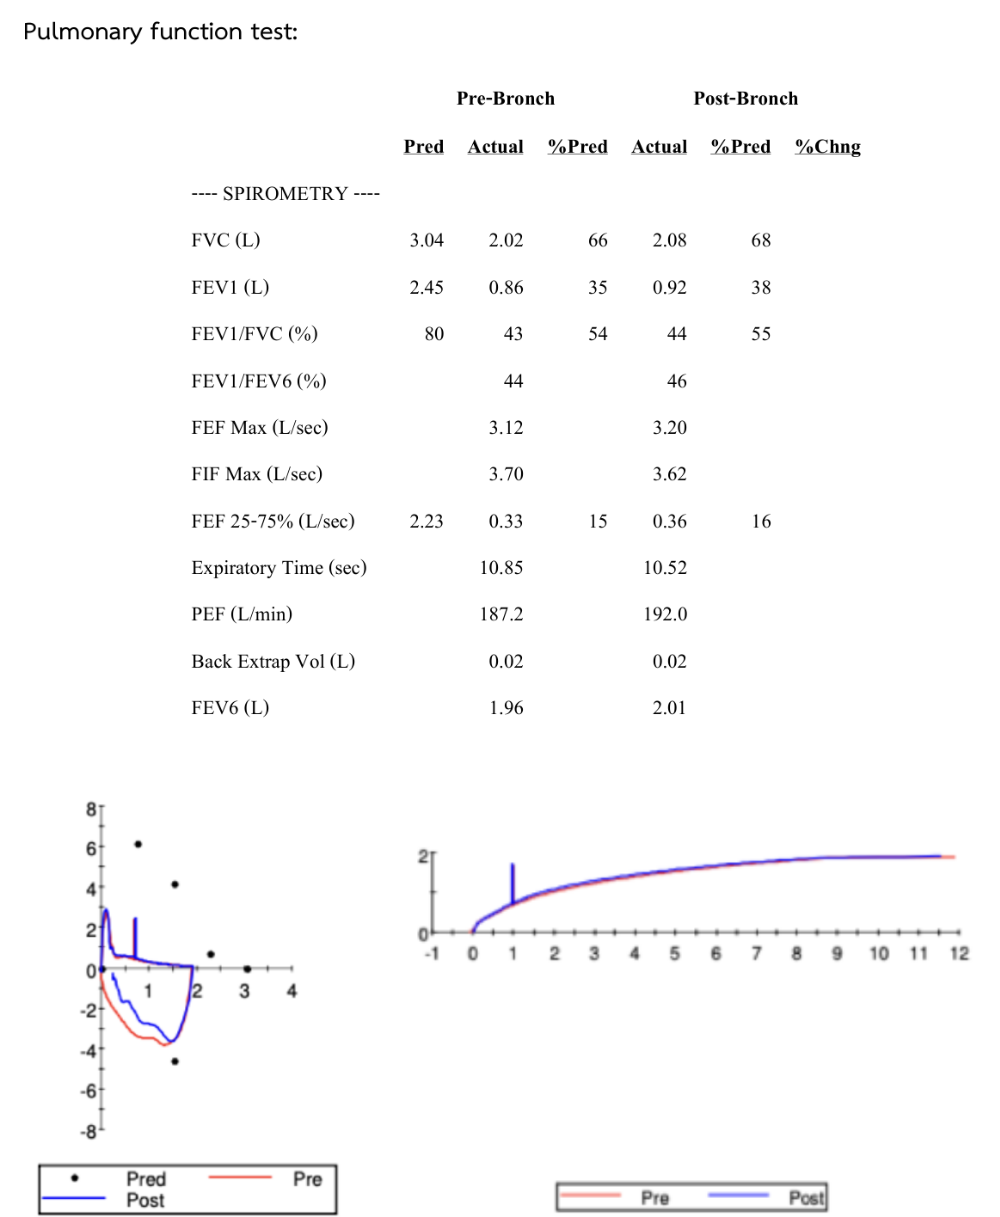 Pulmonary function test:
Pre-Bronch Post-Bronch
Pred Actual %Pred Actual %Pred %Chng
---- SPIROMETRY ----
FVC (L) 3.04 2.02 66 2.08 68
FEV1 (L) 2.45 0.86 35 0.92 38
FEV1/FVC (%) 80 43 54 44 55
FEV1/FEV6 (%) 44 46
FEF Max (L/sec) 3.12 3.20
FIF Max (L/sec) 3.70 3.62
FEF 25-75% (L/sec) 2.23 0.33 15 0.36 16
Expiratory Time (sec) 10.85 10.52
PEF (L/min) 187.2 192.0
Back Extrap Vol (L) 0.02 0.02
FEV6 (L) 1.96 2.01
8
6
4
2
0
1 2 3 4
-2
-4
-6
-8
Pred Pre
Post
2
0
-1 0 1 2 3 4 5 6 7 8 9 10 11 12
Pre Post